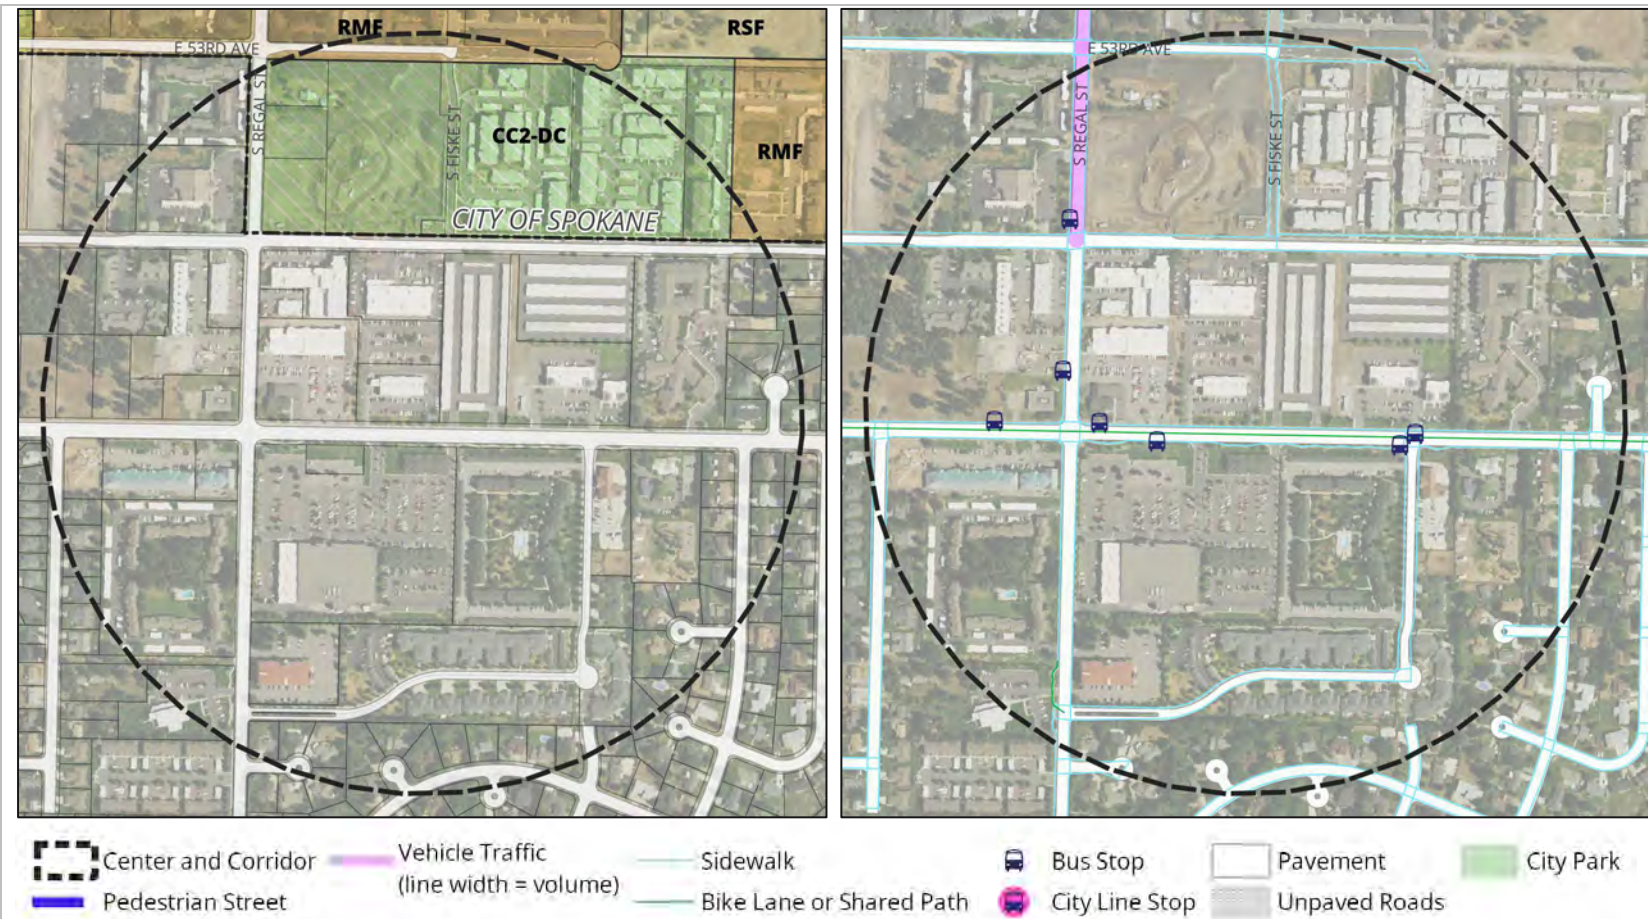 RMF
RSF
E 53RD AVE
S REGAL ST
CC2-DC
S FISKE ST
RMF
CITY OF SPOKANE
E 53RD AVE
S REGAL ST
S FISKE ST
Center and Corridor
Pedestrian Street
Vehicle Traffic
(line width = volume)
Sidewalk
Bike Lane or Shared Path
Bus Stop
City Line Stop
Pavement
Unpaved Roads
City Park